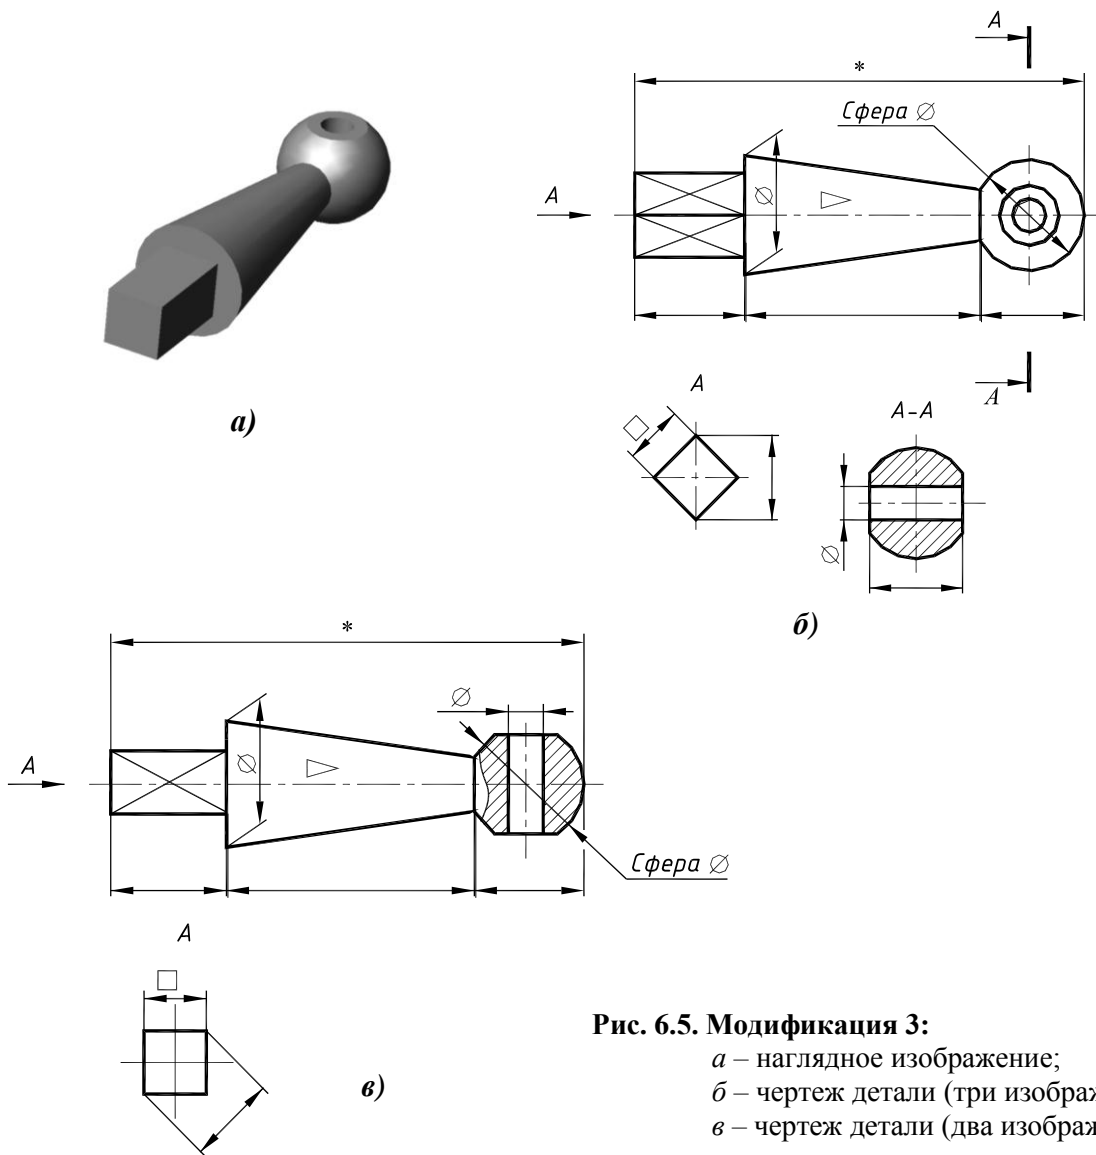 А
*
Сфера ∅
А
∅
А
А
А-А
а)
□
∅
б)
*
∅
А
∅
Сфера ∅
А
□
Рис. 6.5. Модификация 3:
а – наглядное изображение;
в)
б – чертеж детали (три изображ
в – чертеж детали (два изображ